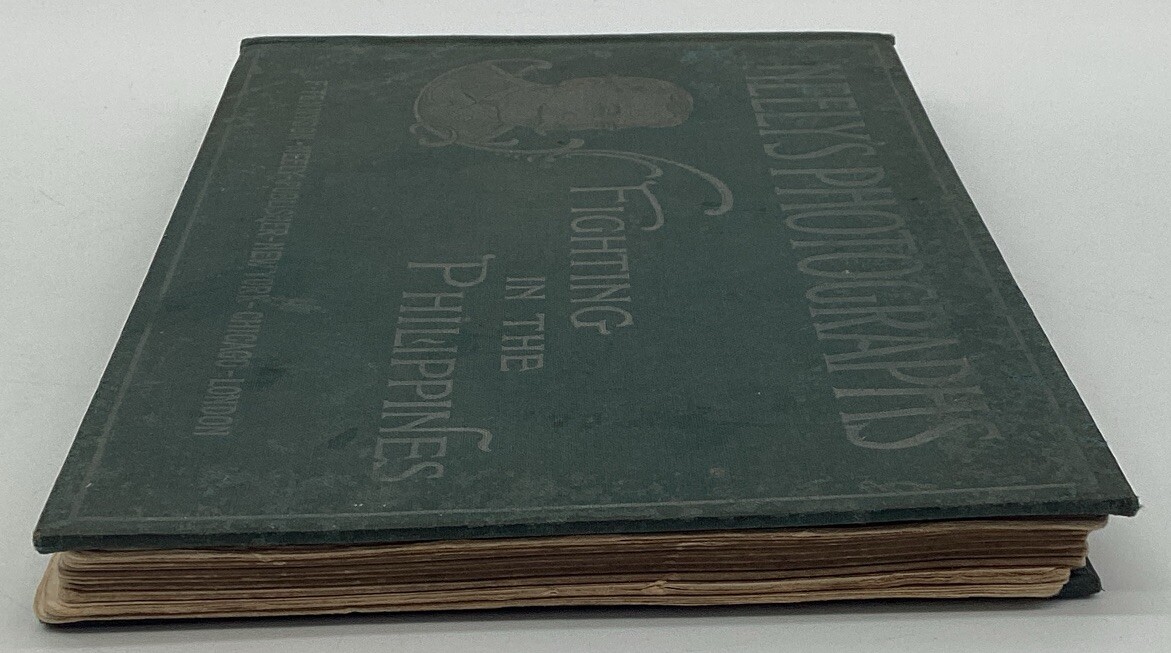 NEELY'S PHOTOGRAPHS
FIGHTING
IN THE
PHILIPPINES
F-TENNYSON-NEELY-PUBLISHER-NEW YORK-CHICAGO-LONDON